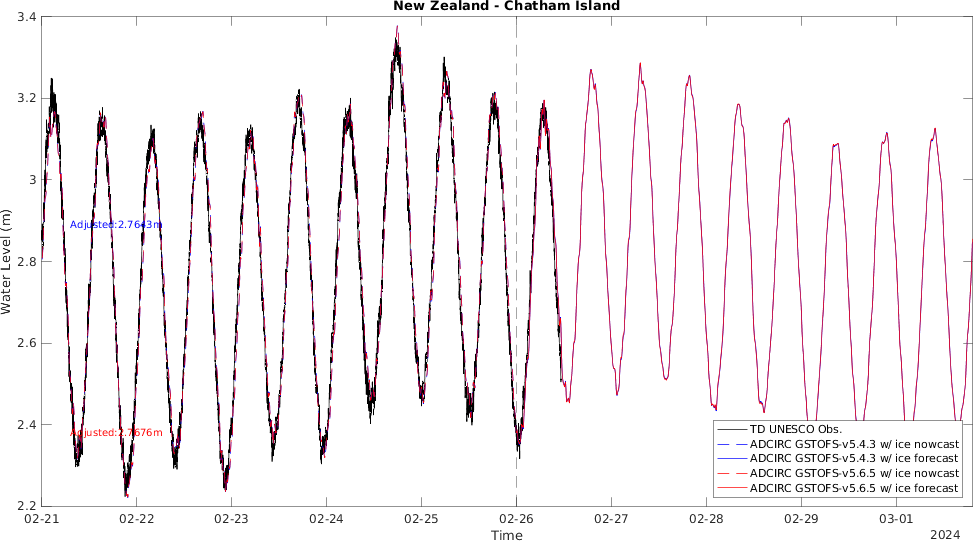 New Zealand - Chatham Island
3.4
3.2
3
2.8
2.6
2.4
2.2
Water Level (m)
Adjusted:2.7643m
Adjusted:2.7676m
TD UNESCO Obs.
ADCIRC GSTOFS-v5.4.3 w/ ice nowcast
ADCIRC GSTOFS-v5.4.3 w/ ice forecast
ADCIRC GSTOFS-v5.6.5 w/ ice nowcast
ADCIRC GSTOFS-v5.6.5 w/ ice forecast
02-21 02-22 02-23 02-24 02-25 02-26 02-27 02-28 02-29 03-01
Time
2024